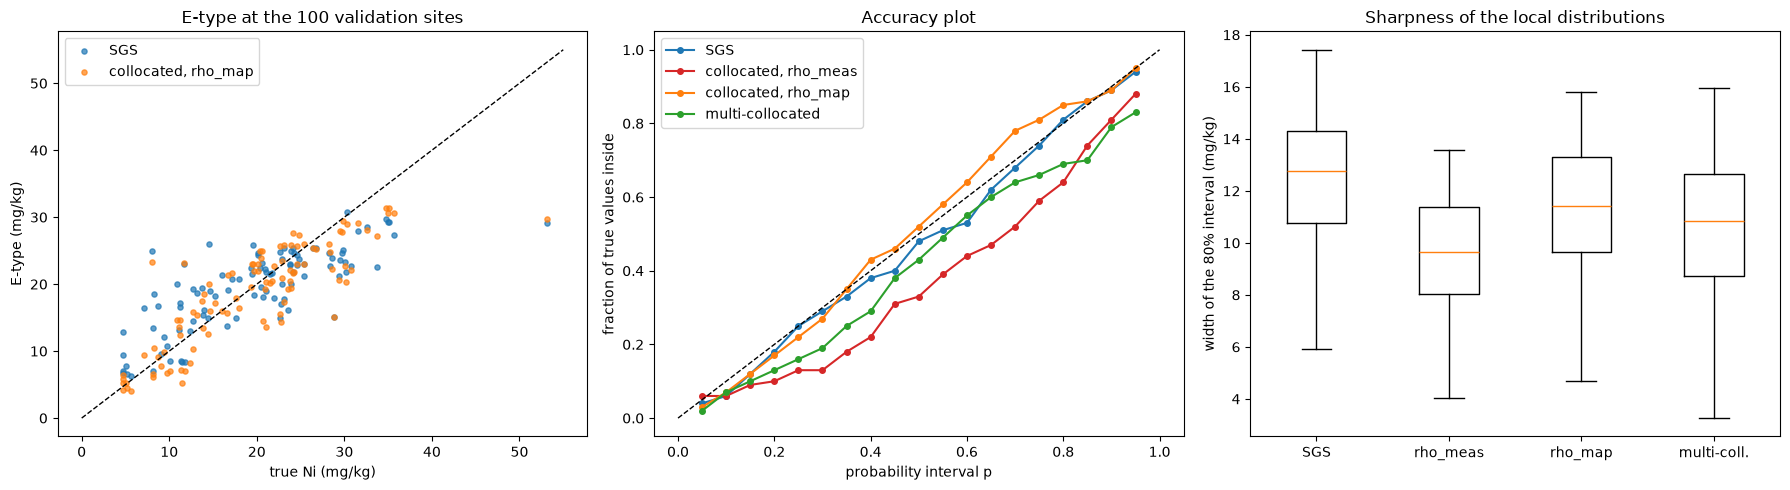 E-type at the 100 validation sites
SGS
collocated, rho_map
50
40
30
20
10
0
E-type (mg/kg)
0 10 20 30 40 50
true Ni (mg/kg)
Accuracy plot
SGS
collocated, rho_meas
collocated, rho_map
multi-collocated
1.0
0.8
0.6
0.4
0.2
0.0
fraction of true values inside
0.0 0.2 0.4 0.6 0.8 1.0
probability interval p
Sharpness of the local distributions
18
16
14
12
10
8
6
4
width of the 80% interval (mg/kg)
SGS rho_meas rho_map multi-coll.